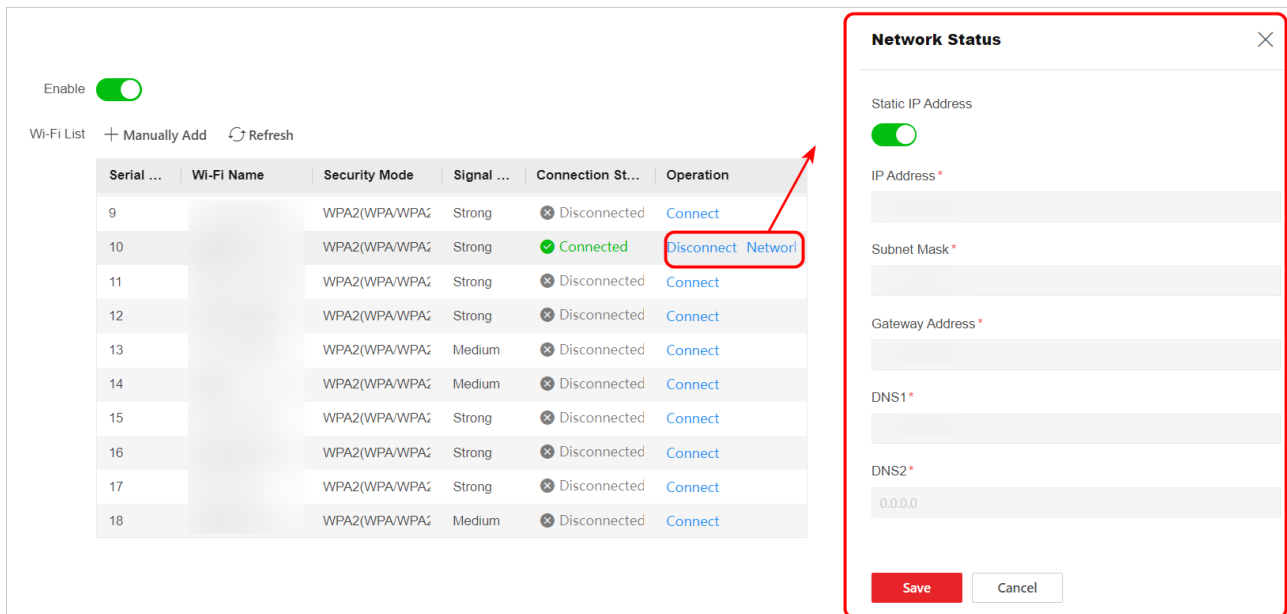 Enable
Wi-Fi List Manually Add Refresh
Serial ... Wi-Fi Name Security Mode Signal ... Connection St... Operation
9 WPA2(WPA/WPA2 Strong Disconnected Connect
10 WPA2(WPA/WPA2 Strong Connected Disconnect Networ
11 WPA2(WPA/WPA2 Strong Disconnected Connect
12 WPA2(WPA/WPA2 Strong Disconnected Connect
13 WPA2(WPA/WPA2 Medium Disconnected Connect
14 WPA2(WPA/WPA2 Medium Disconnected Connect
15 WPA2(WPA/WPA2 Strong Disconnected Connect
16 WPA2(WPA/WPA2 Strong Disconnected Connect
17 WPA2(WPA/WPA2 Strong Disconnected Connect
18 WPA2(WPA/WPA2 Medium Disconnected Connect
Network Status
Static IP Address
IP Address*
Subnet Mask*
Gateway Address*
DNS1*
DNS2*
0.0.0.0
Save Cancel